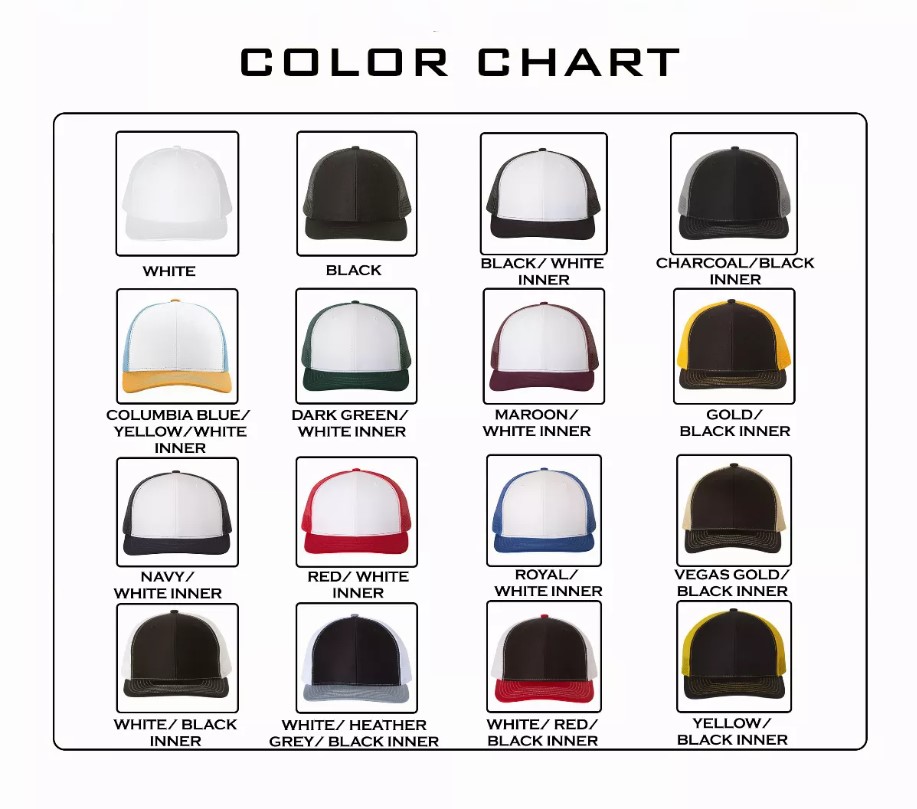 COLOR CHART
WHITE
BLACK
BLACK/ WHITE
INNER
CHARCOAL/BLACK
INNER
COLUMBIA BLUE/
YELLOW/WHITE
INNER
DARK GREEN/
WHITE INNER
MAROON/
WHITE INNER
GOLD/
BLACK INNER
NAVY/
WHITE INNER
RED/ WHITE
INNER
ROYAL/
WHITE INNER
VEGAS GOLD/
BLACK INNER
WHITE/ BLACK
INNER
WHITE/ HEATHER
GREY/ BLACK INNER
WHITE/ RED/
BLACK INNER
YELLOW/
BLACK INNER